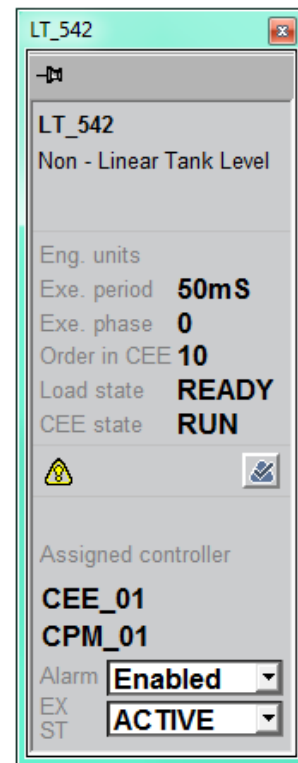 LT_542
LT_542
Non - Linear Tank Level
Eng. units
Exe. period 50mS
Exe. phase 0
Order in CEE 10
Load state READY
CEE state RUN
Assigned controller
CEE_01
CPM_01
Alarm Enabled
EX
ST ACTIVE